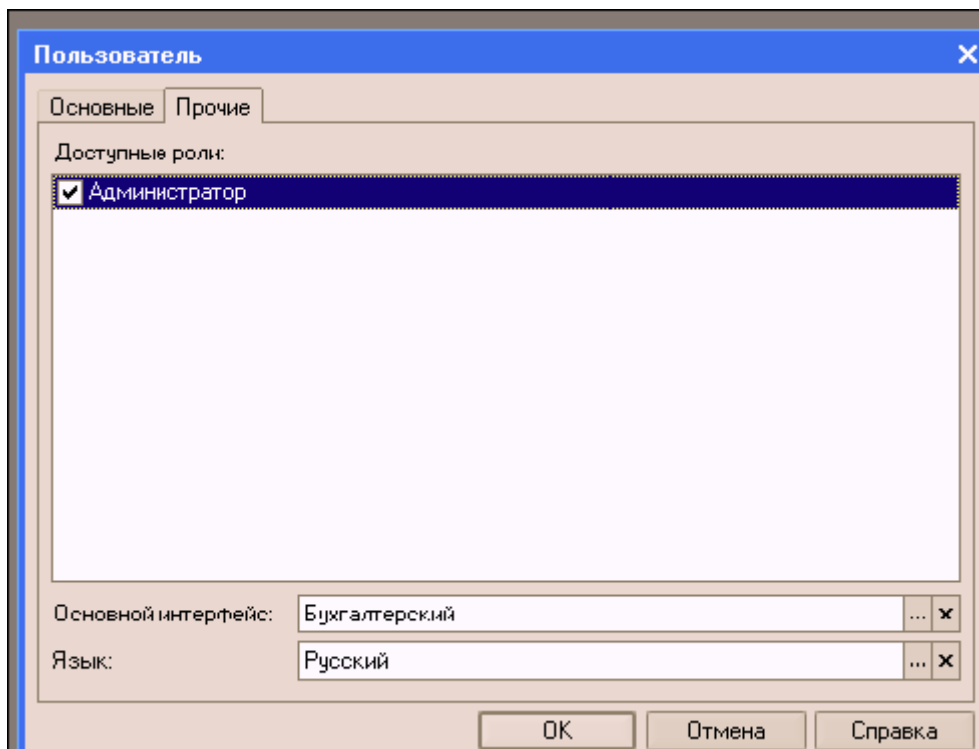 Пользователь
Основные Прочие
Доступные роли:
Администратор
Основной интерфейс: Бухгалтерский ...
Язык: Русский ...
OK Отмена Справка